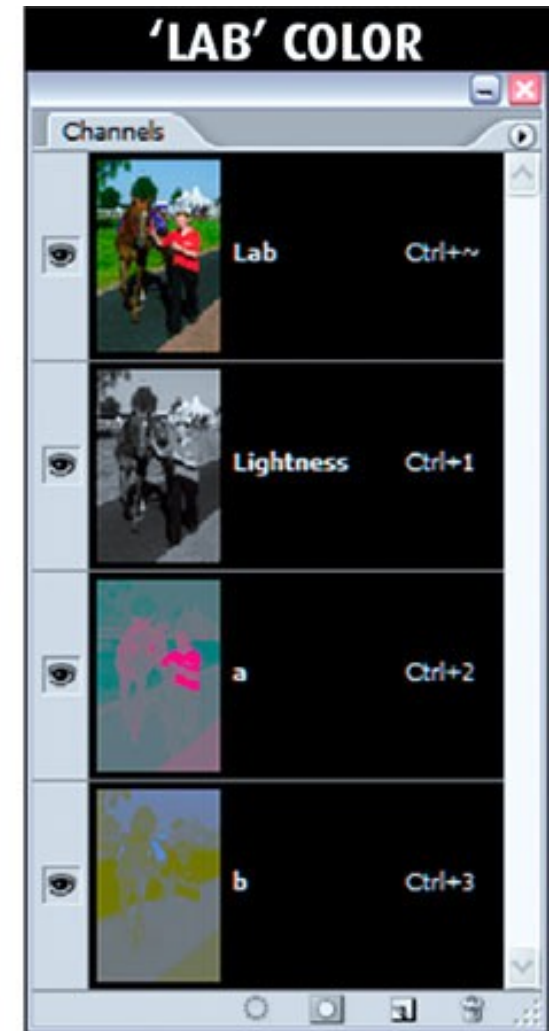 ‘LAB’ COLOR
Channels
Lab Ctrl+~
Lightness Ctrl+1
a Ctrl+2
b Ctrl+3